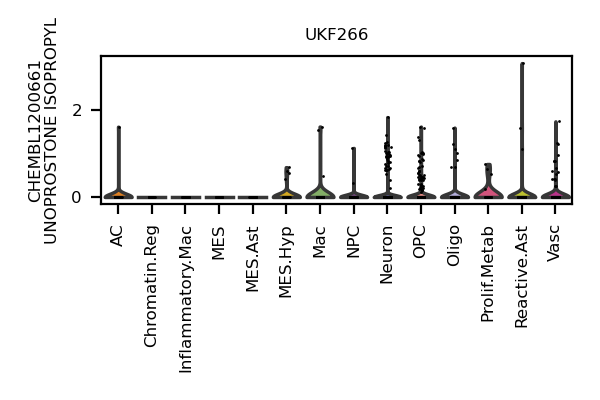 UKF266
CHEMBL1200661
UNOPROSTONE ISOPROPYL
2
0
AC
Chromatin.Reg
Inflammatory.Mac
MES
MES.Ast
MES.Hyp
Mac
NPC
Neuron
OPC
Oligo
Prolif.Metab
Reactive.Ast
Vasc